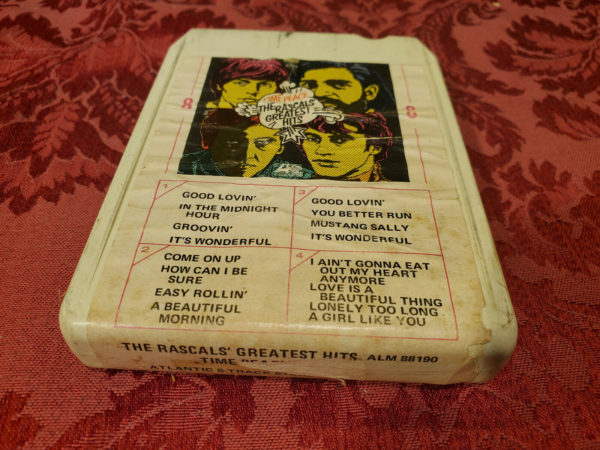 TIME PEACE
THE RASCALS'
GREATEST
HITS
8
8
1
GOOD LOVIN'
IN THE MIDNIGHT
HOUR
GROOVIN'
IT'S WONDERFUL
3
GOOD LOVIN'
YOU BETTER RUN
MUSTANG SALLY
IT'S WONDERFUL
2
COME ON UP
HOW CAN I BE
SURE
EASY ROLLIN'
A BEAUTIFUL
MORNING
4
I AIN'T GONNA EAT
OUT MY HEART
ANYMORE
LOVE IS A
BEAUTIFUL THING
LONELY TOO LONG
A GIRL LIKE YOU
THE RASCALS' GREATEST HITS ALM 88190
TIME
ATLANTIC 8-TRACK